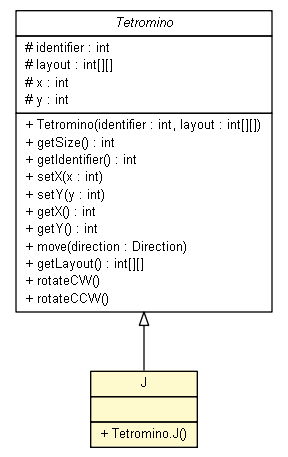 Tetromino
# identifier : int
# layout : int[][]
# x : int
# y : int
+ Tetromino(identifier : int, layout : int[][])
+ getSize() : int
+ getIdentifier() : int
+ setX(x : int)
+ setY(y : int)
+ getX() : int
+ getY() : int
+ move(direction : Direction)
+ getLayout() : int[][]
+ rotateCW()
+ rotateCCW()
J
+ Tetromino.J()